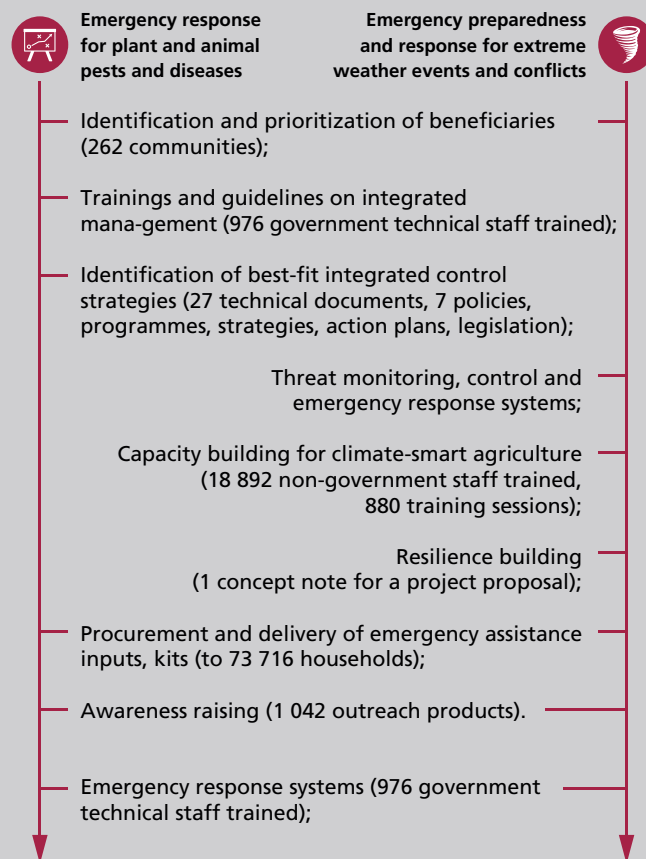 Emergency response
for plant and animal
pests and diseases
Emergency preparedness
and response for extreme
weather events and conflicts
Identification and prioritization of beneficiaries
(262 communities);
Trainings and guidelines on integrated
mana-gement (976 government technical staff trained);
Identification of best-fit integrated control
strategies (27 technical documents, 7 policies,
programmes, strategies, action plans, legislation);
Threat monitoring, control and
emergency response systems;
Capacity building for climate-smart agriculture
(18 892 non-government staff trained,
880 training sessions);
Resilience building
(1 concept note for a project proposal);
Procurement and delivery of emergency assistance
inputs, kits (to 73 716 households);
Awareness raising (1 042 outreach products).
Emergency response systems (976 government
technical staff trained);